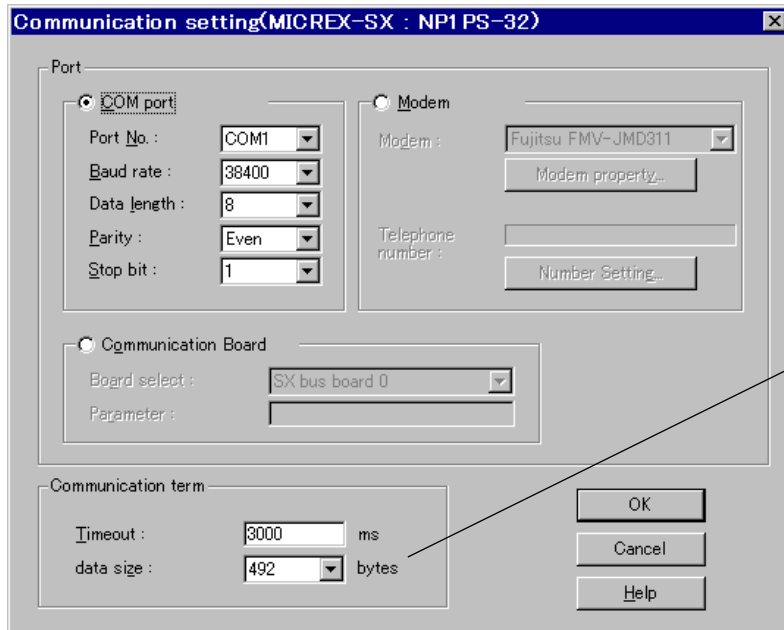 Communication setting(MICREX-SX : NP1PS-32)
Port
COM port
Port No. : COM1
Baud rate : 38400
Data length : 8
Parity : Even
Stop bit : 1
Modem
Modem : Fujitsu FMV-JMD311
Modem property...
Telephone
number :
Number Setting...
Communication Board
Board select : SX bus board 0
Parameter :
Communication term
Timeout : 3000 ms
data size : 492 bytes
OK
Cancel
Help